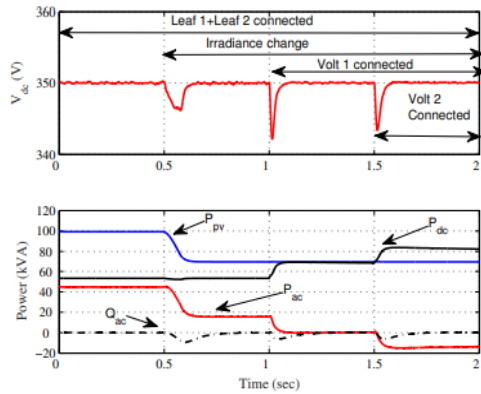 Leaf 1+Leaf 2 connected
Irradiance change
Volt 1 connected
Volt 2
Connected
V_dc (V)
360
350
340
0
0.5
1
1.5
2
P_pv
P_dc
P_ac
Q_ac
Power (kVA)
120
100
80
60
40
20
0
-20
0
0.5
1
1.5
2
Time (sec)